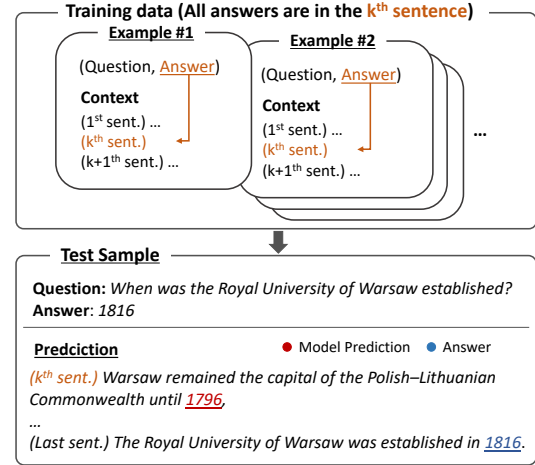 Training data (All answers are in the kth sentence)
Example #1
(Question, Answer)
Context
(1st sent.) ...
(kth sent.)
(k+1th sent.) ...
Example #2
(Question, Answer)
Context
(1st sent.) ...
(kth sent.)
(k+1th sent.) ...
...
Test Sample
Question: When was the Royal University of Warsaw established?
Answer: 1816
Predciction
Model Prediction
Answer
(kth sent.) Warsaw remained the capital of the Polish–Lithuanian
Commonwealth until 1796,
...
(Last sent.) The Royal University of Warsaw was established in 1816.